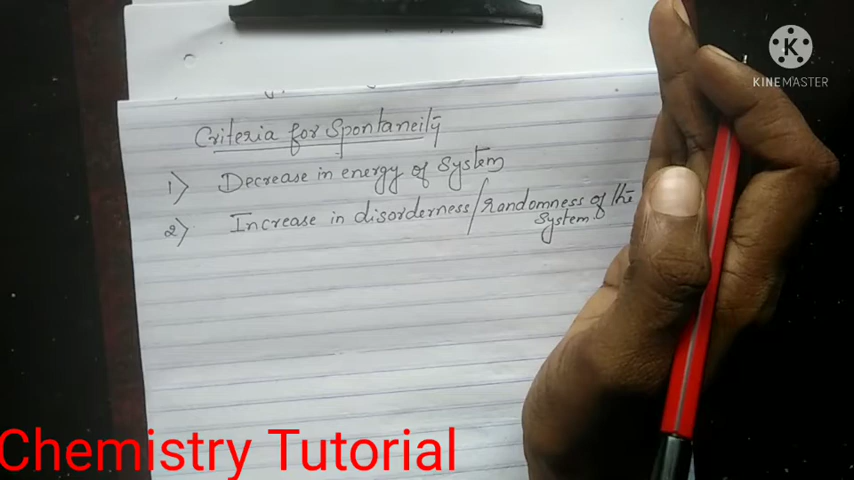 Criteria for Spontaneity
1) Decrease in energy of System
2) Increase in disorderness/randomness of the
System.
Chemistry Tutorial
K
KINEMASTER